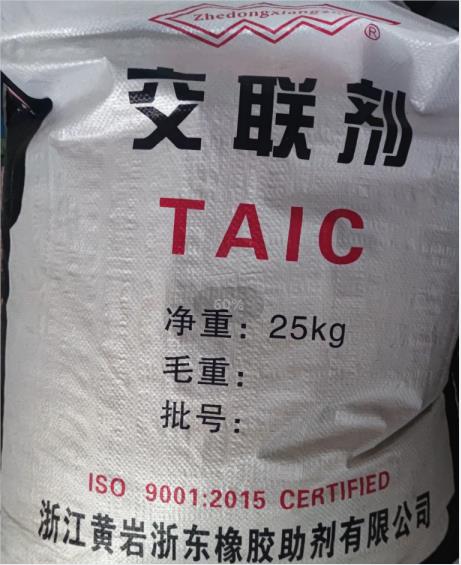 ®
交联剂
TAIC
60%
净重：25kg
毛重：
批号：
ISO 9001:2015 CERTIFIED
浙江黄岩浙东橡胶助剂有限公司